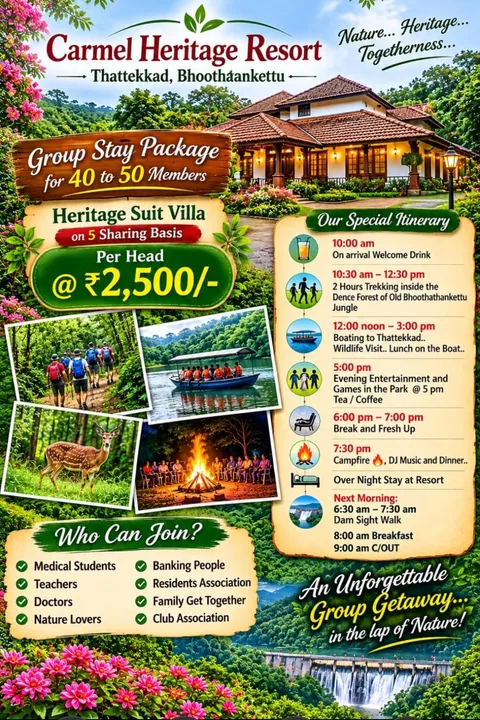 Carmel Heritage Resort
Thattekkad, Bhoothaankettu
Nature... Heritage...
Togetherness...
Group Stay Package
for 40 to 50 Members
Heritage Suit Villa
on 5 Sharing Basis
Per Head
@ ₹2,500/-
Our Special Itinerary
10:00 am
On arrival Welcome Drink
10:30 am – 12:30 pm
2 Hours Trekking inside the
Dence Forest of Old Bhoothathankettu
Jungle
12:00 noon – 3:00 pm
Boating to Thattekkad..
Wildlife Visit.. Lunch on the Boat..
5:00 pm
Evening Entertainment and
Games in the Park @ 5 pm
Tea / Coffee
6:00 pm – 7:00 pm
Break and Fresh Up
7:30 pm
Campfire 🔥, DJ Music and Dinner..
Over Night Stay at Resort
Next Morning:
6:30 am – 7:30 am
Dam Sight Walk
8:00 am Breakfast
9:00 am C/OUT
Who Can Join?
Medical Students
Teachers
Doctors
Nature Lovers
Banking People
Residents Association
Family Get Together
Club Association
An Unforgettable
Group Getaway...
in the lap of Nature!